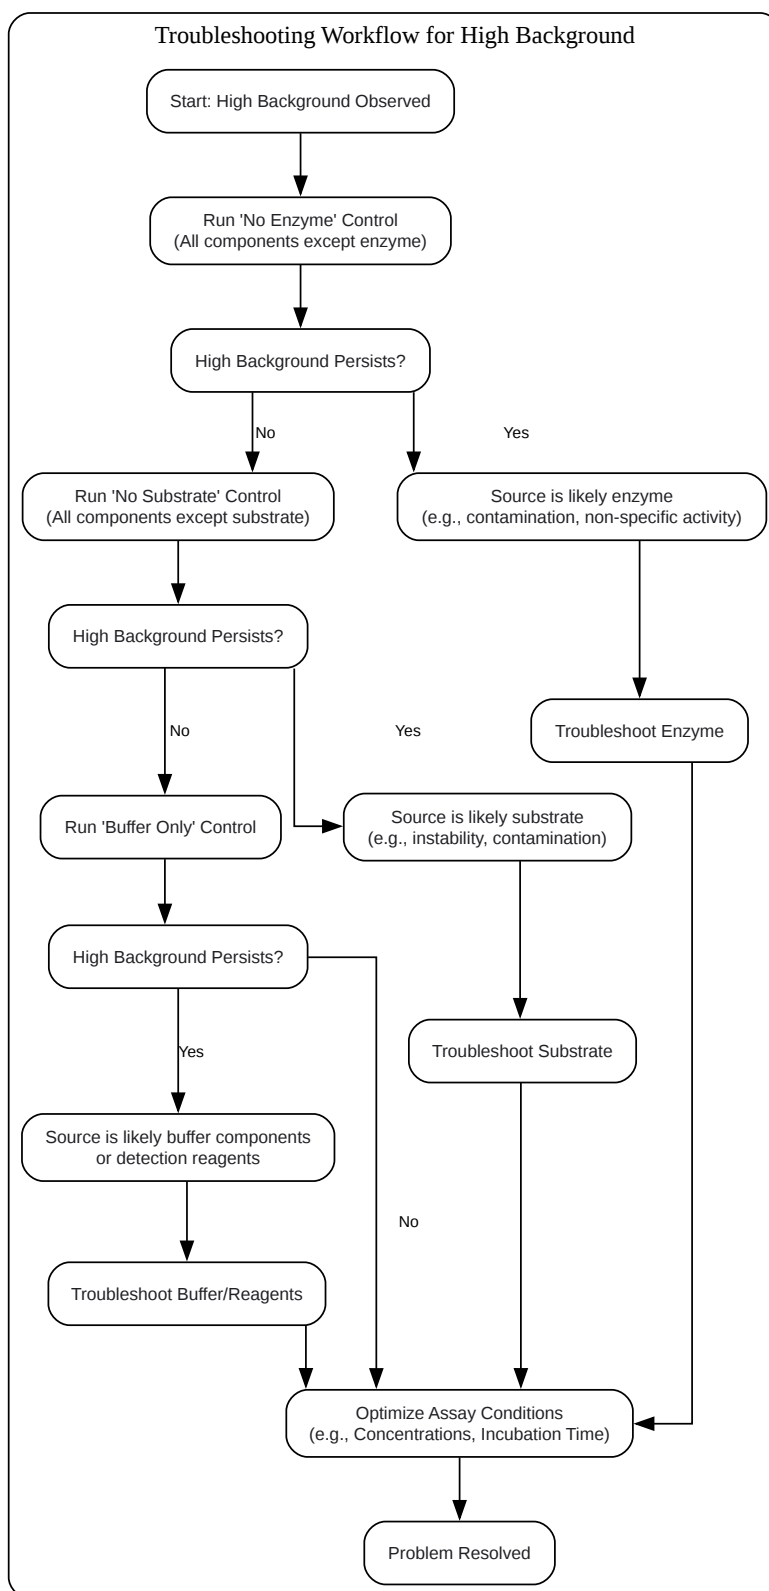 Troubleshooting Workflow for High Background
Start: High Background Observed
Run 'No Enzyme' Control
(All components except enzyme)
High Background Persists?
No
Yes
Run 'No Substrate' Control
(All components except substrate)
Source is likely enzyme
(e.g., contamination, non-specific activity)
High Background Persists?
No
Yes
Troubleshoot Enzyme
Run 'Buffer Only' Control
Source is likely substrate
(e.g., instability, contamination)
High Background Persists?
Yes
Troubleshoot Substrate
Source is likely buffer components
or detection reagents
No
Troubleshoot Buffer/Reagents
Optimize Assay Conditions
(e.g., Concentrations, Incubation Time)
Problem Resolved